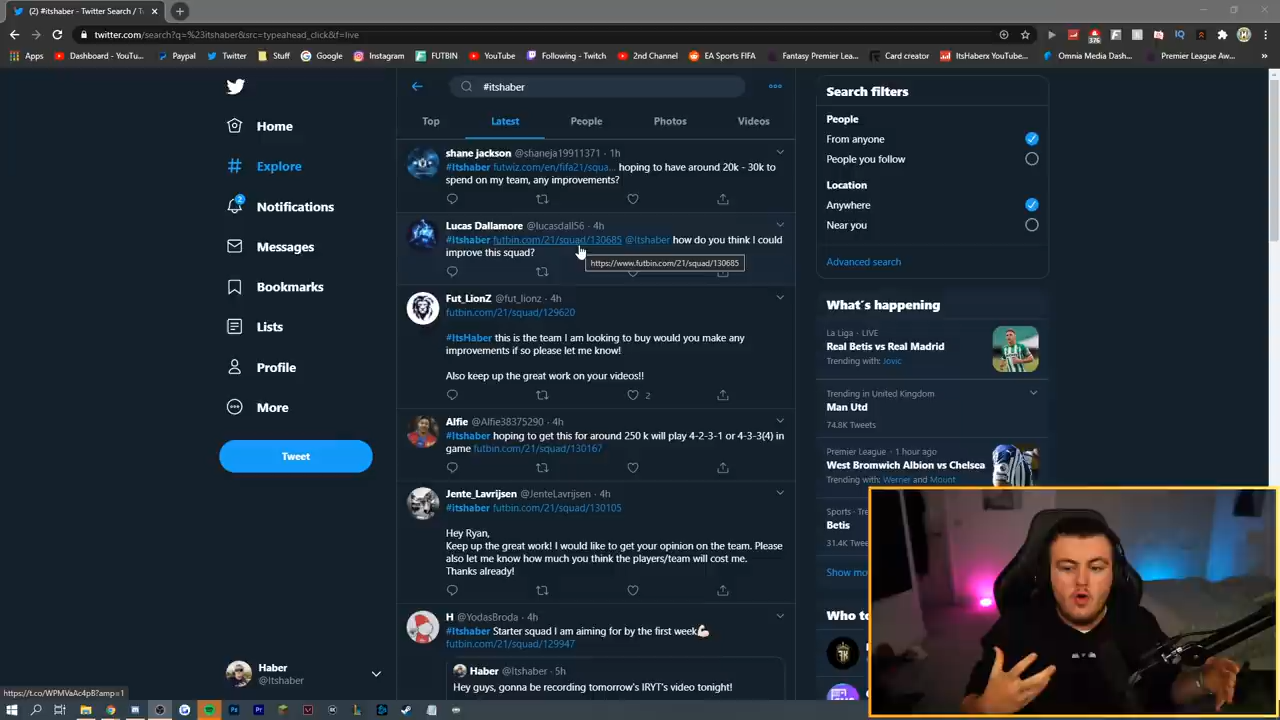 (2) #itshaber - Twitter Search / T
twitter.com/search?q=%23itshaber&src=typeahead_click&f=live
376
Apps
Dashboard - YouTu...
Paypal
Twitter
Stuff
Google
Instagram
FUTBIN
YouTube
Following - Twitch
2nd Channel
EA Sports FIFA
Fantasy Premier Lea...
Card creator
ItsHaberx YouTube...
Omnia Media Dash...
Premier League Aw...
Home
Explore
2
Notifications
Messages
Bookmarks
Lists
Profile
More
Tweet
Haber
@Itshaber
https://t.co/WPMVaAc4pB?amp=1
#itshaber
Top
Latest
People
Photos
Videos
shane jackson @shaneja19911371 · 1h
#Itshaber futwiz.com/en/fifa21/squa... hoping to have around 20k - 30k to
spend on my team, any improvements?
Lucas Dallamore @lucasdall56 · 4h
#Itshaber futbin.com/21/squad/130685 @Itshaber how do you think I could
improve this squad?
https://www.futbin.com/21/squad/130685
Fut_LionZ @fut_lionz · 4h
futbin.com/21/squad/129620
#ItsHaber this is the team I am looking to buy would you make any
improvements if so please let me know!
Also keep up the great work on your videos!!
2
Alfie @Alfie38375290 · 4h
#Itshaber hoping to get this for around 250 k will play 4-2-3-1 or 4-3-3(4) in
game futbin.com/21/squad/130167
Jente_Lavrijsen @JenteLavrijsen · 4h
#itshaber futbin.com/21/squad/130105
Hey Ryan,
Keep up the great work! I would like to get your opinion on the team. Please
also let me know how much you think the players/team will cost me.
Thanks already!
H @YodasBroda · 4h
#Itshaber Starter squad I am aiming for by the first week
futbin.com/21/squad/129947
Haber @Itshaber · 5h
Hey guys, gonna be recording tomorrow's IRYT's video tonight!
Search filters
People
From anyone
People you follow
Location
Anywhere
Near you
Advanced search
What's happening
La Liga · LIVE
Real Betis vs Real Madrid
Trending with: Jovic
Trending in United Kingdom
Man Utd
74.8K Tweets
Premier League · 1 hour ago
West Bromwich Albion vs Chelsea
Trending with: Werner and Mount
Sports · Tre
Betis
31.4K Twee
Show mo
Who to